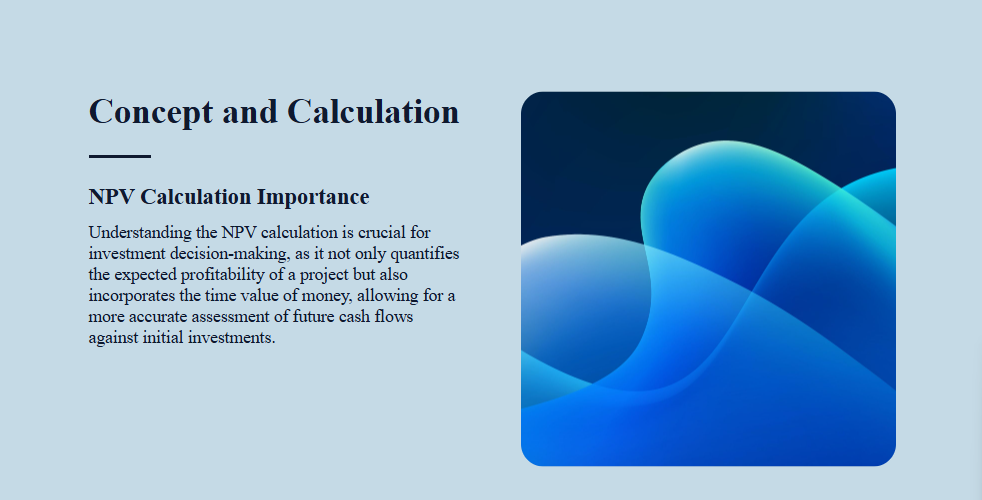 Concept and Calculation
NPV Calculation Importance
Understanding the NPV calculation is crucial for
investment decision-making, as it not only quantifies
the expected profitability of a project but also
incorporates the time value of money, allowing for a
more accurate assessment of future cash flows
against initial investments.